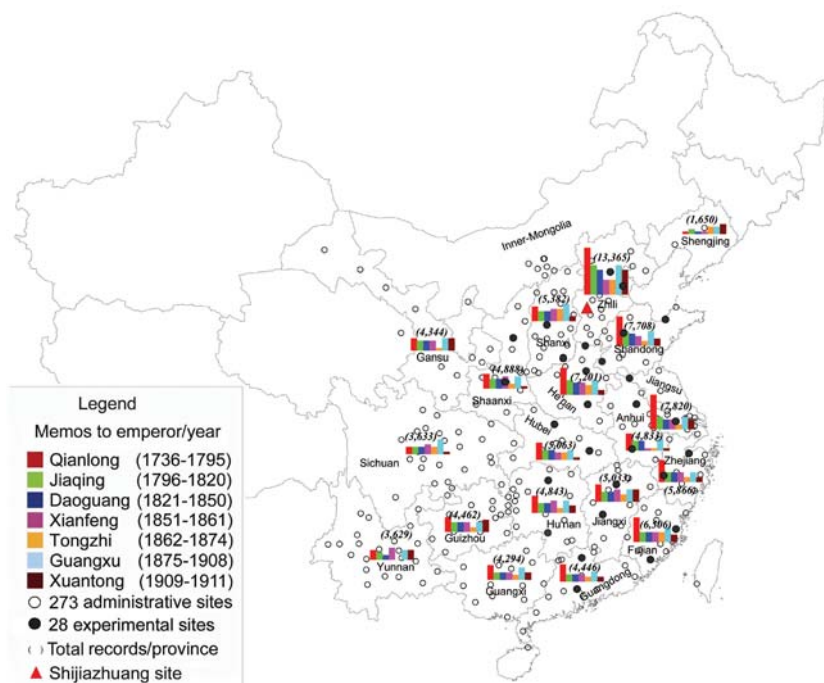 (1,650)
Shengjing
Inner-Mongolia
(13,365)
Zhili
(5,382)
Shanxi
(7,708)
Shandong
(4,344)
Gansu
(4,888)
Shaanxi
(7,201)
Henan
Jiangsu
(7,820)
Anhui
Hubei
(5,063)
(4,831)
Zhejiang
(5,866)
(3,633)
Sichuan
(4,843)
Hunan
(5,033)
Jiangxi
(4,462)
Guizhou
(6,506)
Fujian
(3,629)
Yunnan
(4,294)
Guangxi
(4,446)
Guangdong
Legend
Memos to emperor/year
Qianlong (1736-1795)
Jiaqing (1796-1820)
Daoguang (1821-1850)
Xianfeng (1851-1861)
Tongzhi (1862-1874)
Guangxu (1875-1908)
Xuantong (1909-1911)
273 administrative sites
28 experimental sites
() Total records/province
Shijiazhuang site